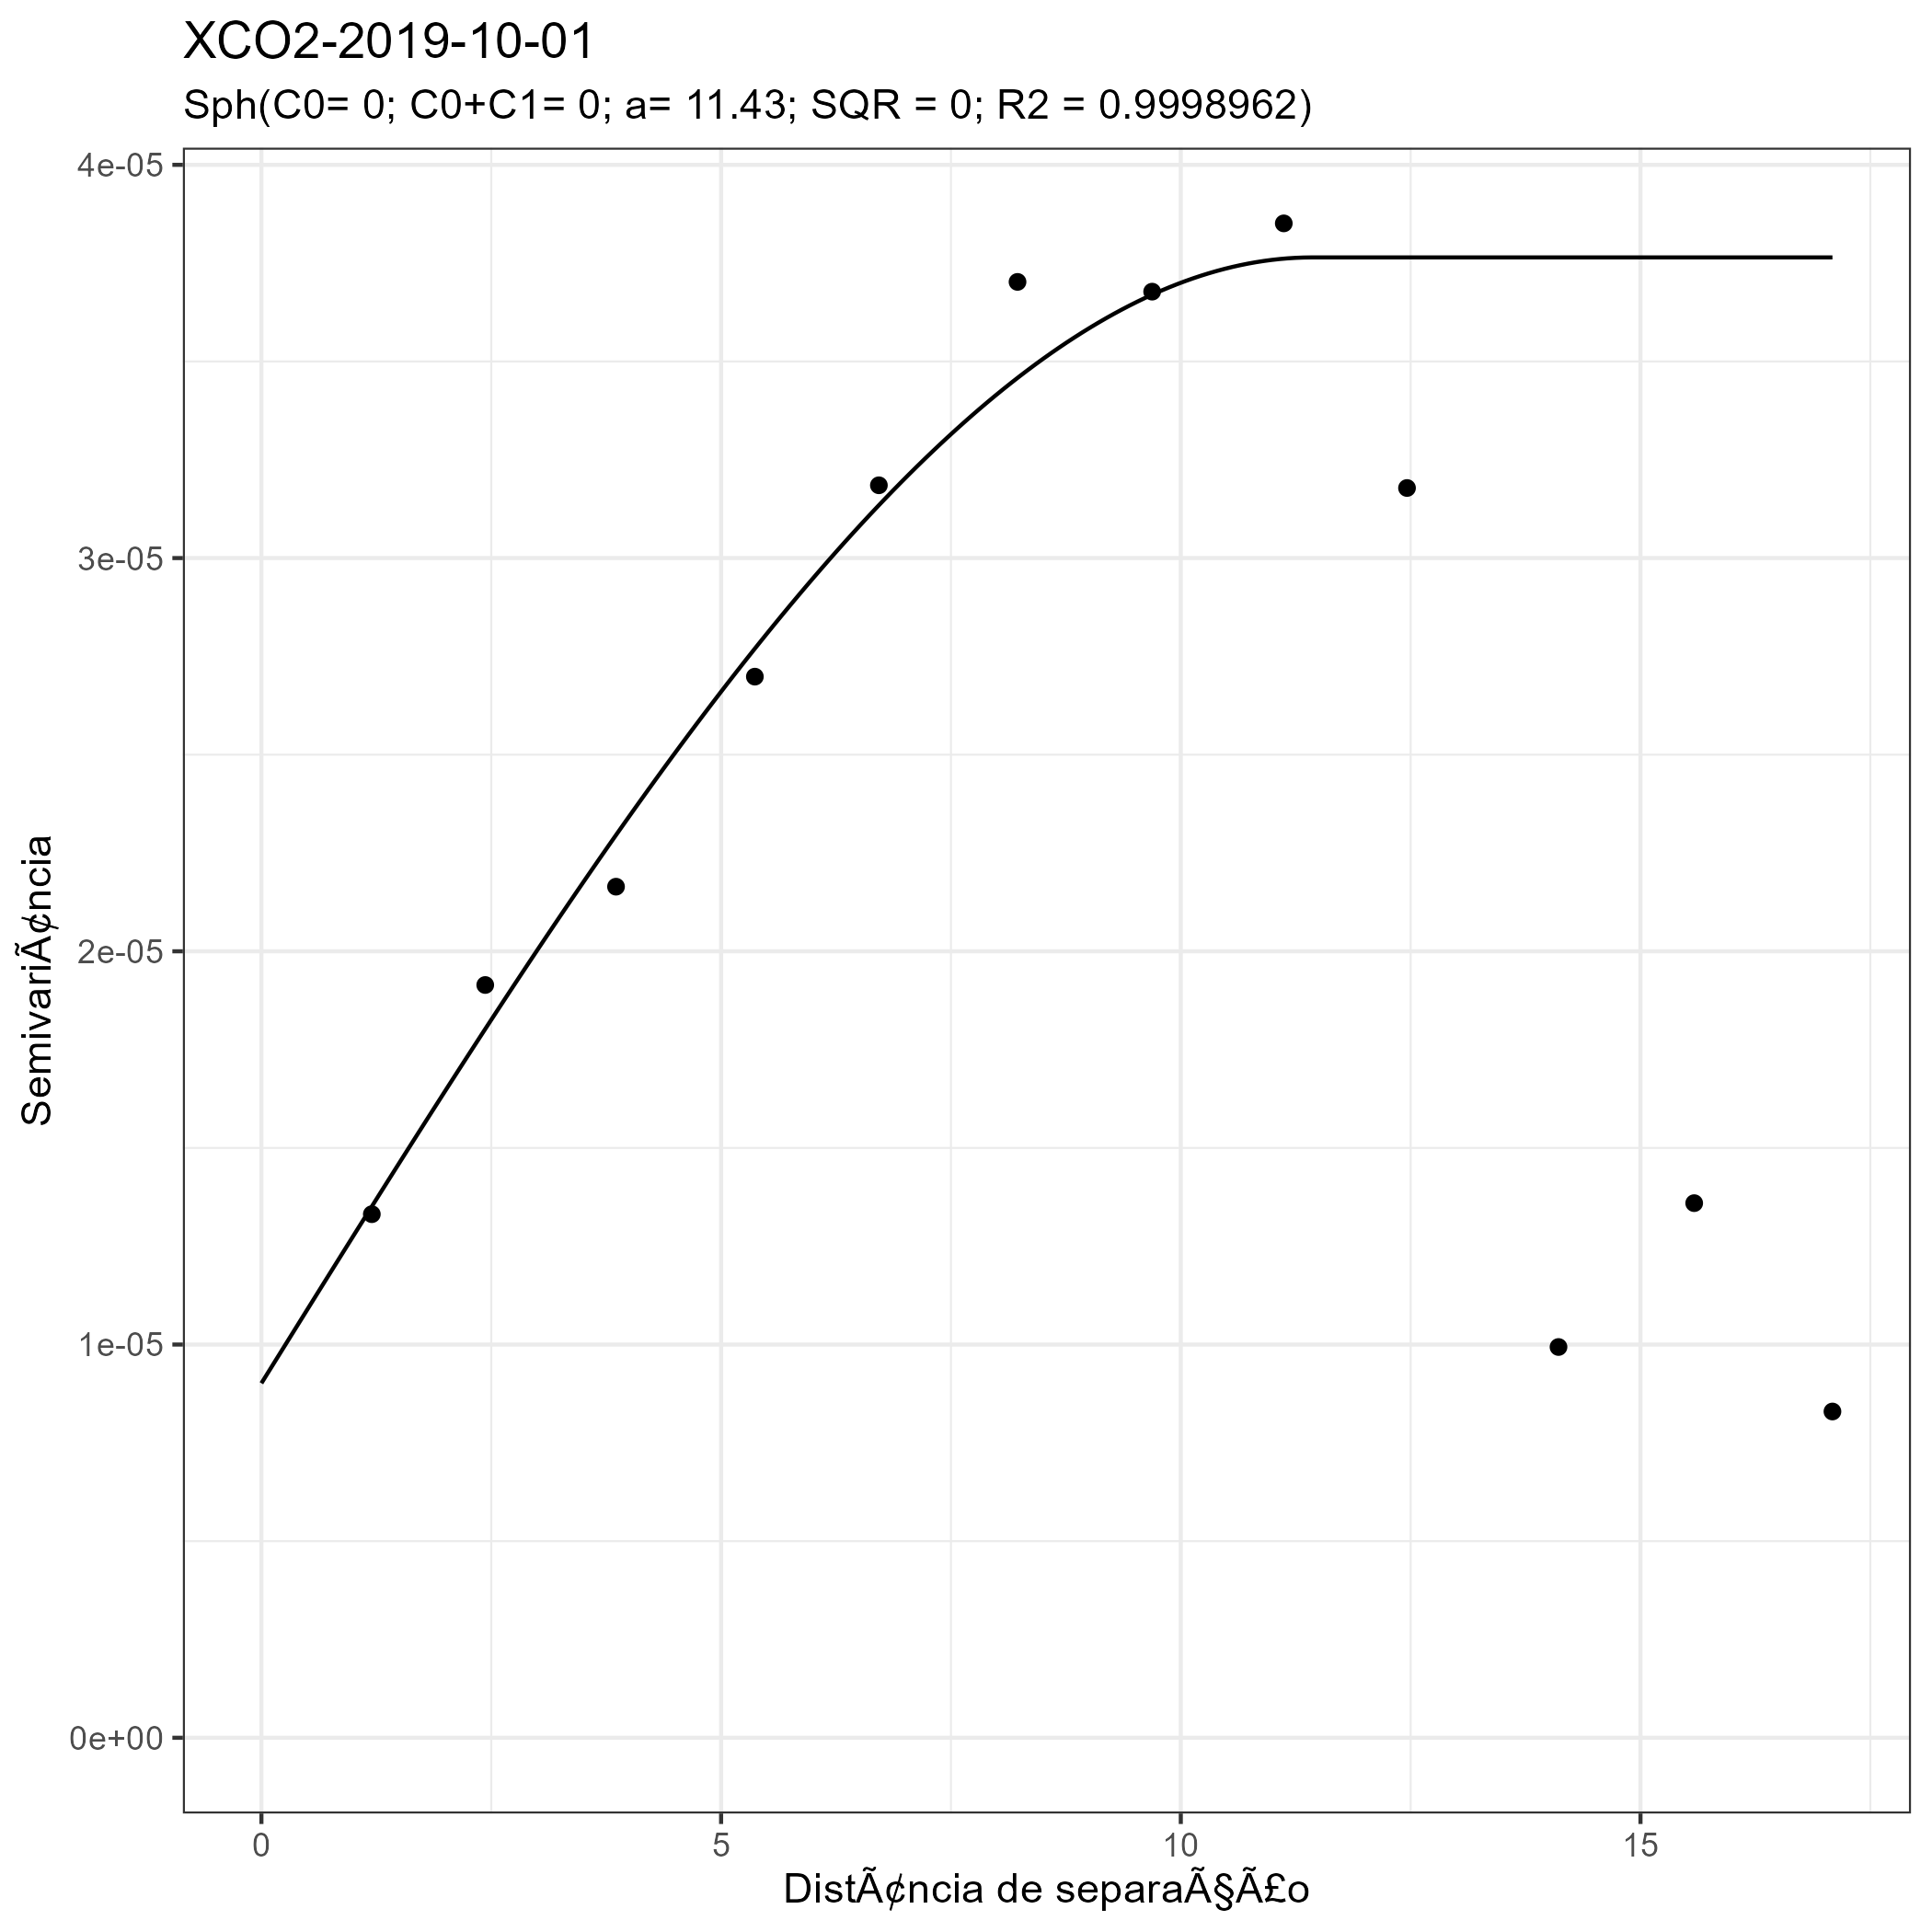 XCO2-2019-10-01
Sph(C0= 0; C0+C1= 0; a= 11.43; SQR = 0; R2 = 0.9998962)
4e-05
3e-05
2e-05
1e-05
0e+00
SemivariÃ¢ncia
0 5 10 15
DistÃ¢ncia de separaÃ§Ã£o